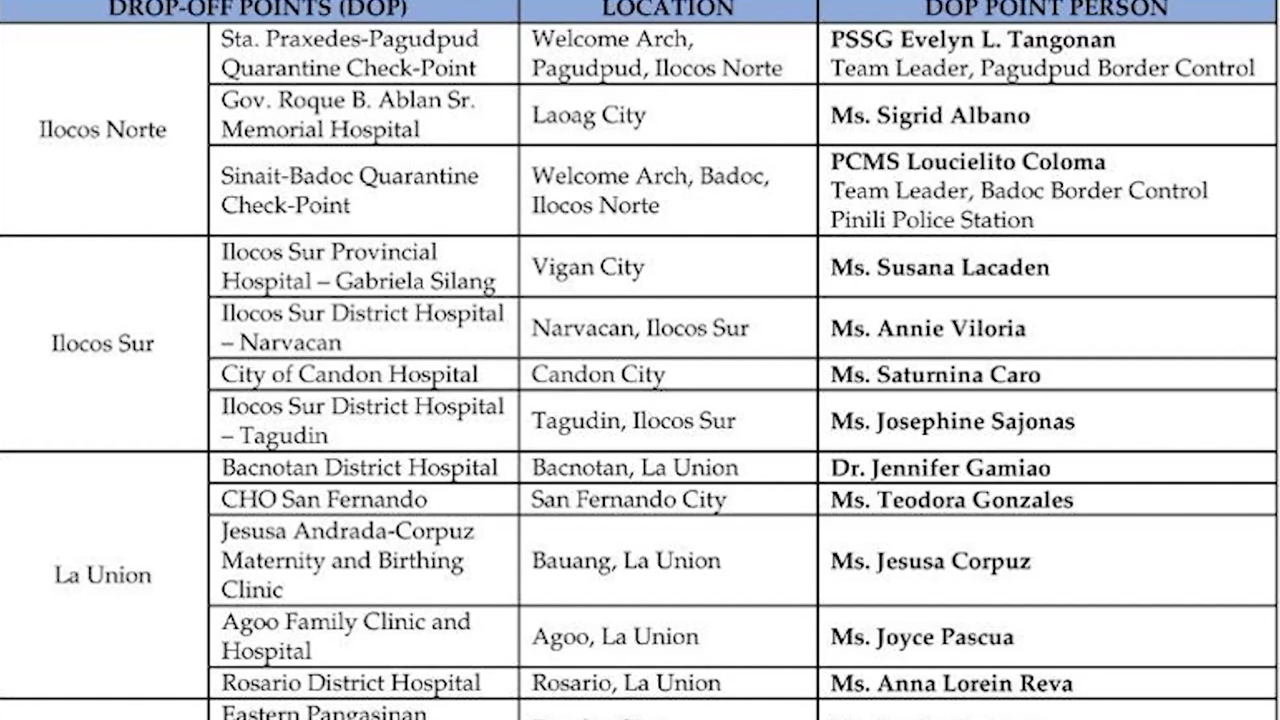 DROP-OFF POINTS (DOP)
LOCATION
DOP POINT PERSON
Ilocos Norte
Sta. Praxedes-Pagudpud
Quarantine Check-Point
Welcome Arch,
Pagudpud, Ilocos Norte
PSSG Evelyn L. Tangonan
Team Leader, Pagudpud Border Control
Gov. Roque B. Ablan Sr.
Memorial Hospital
Laoag City
Ms. Sigrid Albano
Sinait-Badoc Quarantine
Check-Point
Welcome Arch, Badoc,
Ilocos Norte
PCMS Loucielito Coloma
Team Leader, Badoc Border Control
Pinili Police Station
Ilocos Sur
Ilocos Sur Provincial
Hospital – Gabriela Silang
Vigan City
Ms. Susana Lacaden
Ilocos Sur District Hospital
– Narvacan
Narvacan, Ilocos Sur
Ms. Annie Viloria
City of Candon Hospital
Candon City
Ms. Saturnina Caro
Ilocos Sur District Hospital
– Tagudin
Tagudin, Ilocos Sur
Ms. Josephine Sajonas
La Union
Bacnotan District Hospital
Bacnotan, La Union
Dr. Jennifer Gamiao
CHO San Fernando
San Fernando City
Ms. Teodora Gonzales
Jesusa Andrada-Corpuz
Maternity and Birthing
Clinic
Bauang, La Union
Ms. Jesusa Corpuz
Agoo Family Clinic and
Hospital
Agoo, La Union
Ms. Joyce Pascua
Rosario District Hospital
Rosario, La Union
Ms. Anna Lorein Reva
Eastern Pangasinan